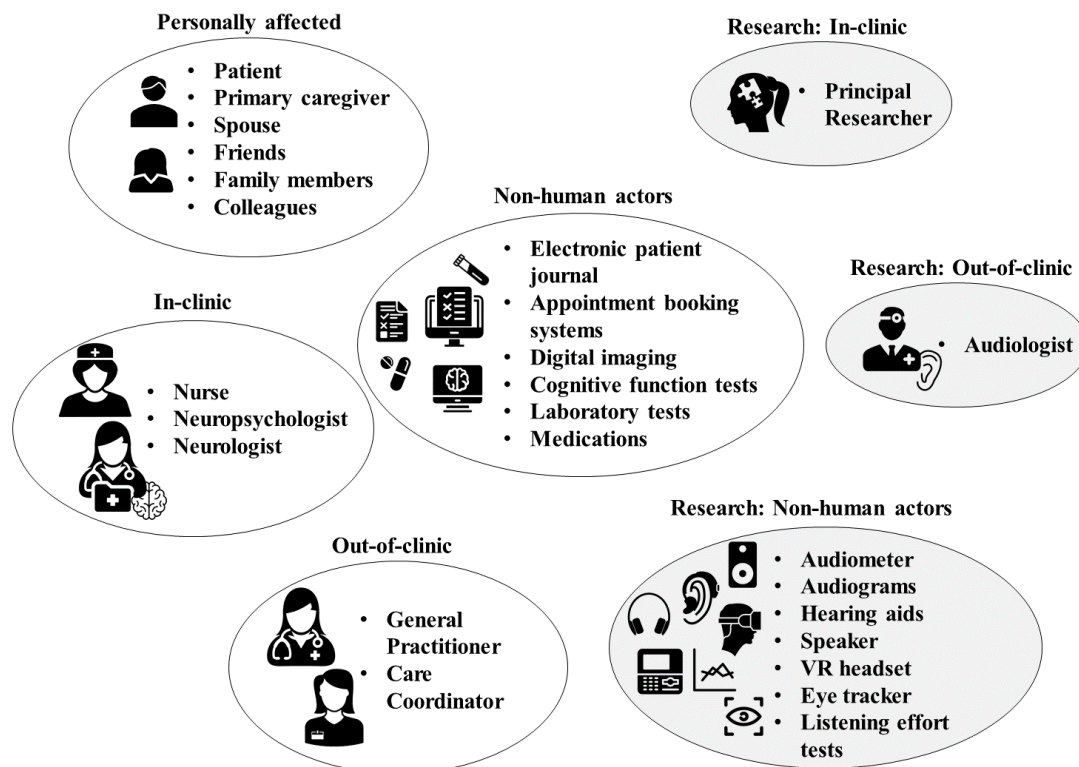 Personally affected
• Patient
• Primary caregiver
• Spouse
• Friends
• Family members
• Colleagues
Research: In-clinic
• Principal
Researcher
Non-human actors
• Electronic patient
journal
• Appointment booking
systems
• Digital imaging
• Cognitive function tests
• Laboratory tests
• Medications
Research: Out-of-clinic
• Audiologist
In-clinic
• Nurse
• Neuropsychologist
• Neurologist
Out-of-clinic
• General
Practitioner
• Care
Coordinator
Research: Non-human actors
• Audiometer
• Audiograms
• Hearing aids
• Speaker
• VR headset
• Eye tracker
• Listening effort
tests